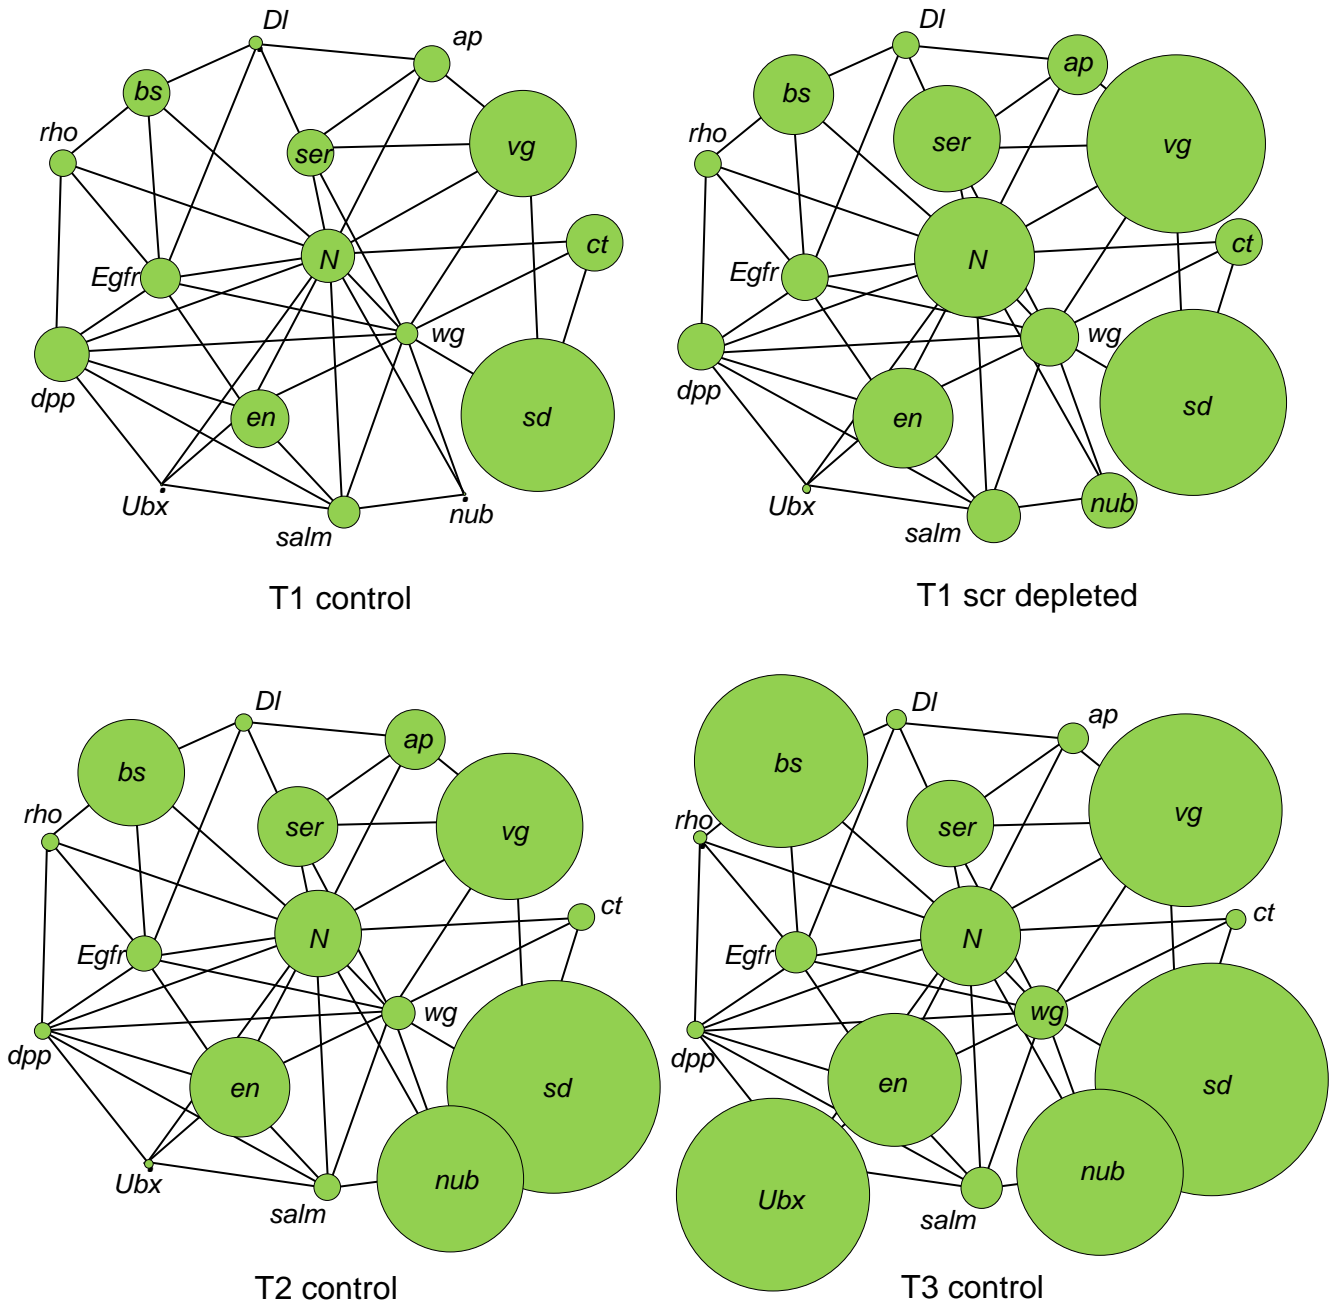 Dl
ap
bs
rho
ser
vg
ct
N
Egfr
wg
dpp
en
sd
Ubx
nub
salm
T1 control
Dl
ap
bs
rho
ser
vg
ct
N
Egfr
wg
dpp
en
sd
Ubx
nub
salm
T1 scr depleted
Dl
ap
bs
rho
ser
vg
ct
N
Egfr
wg
dpp
en
sd
Ubx
nub
salm
T2 control
Dl
ap
bs
rho
ser
vg
ct
N
Egfr
wg
dpp
en
sd
Ubx
nub
salm
T3 control